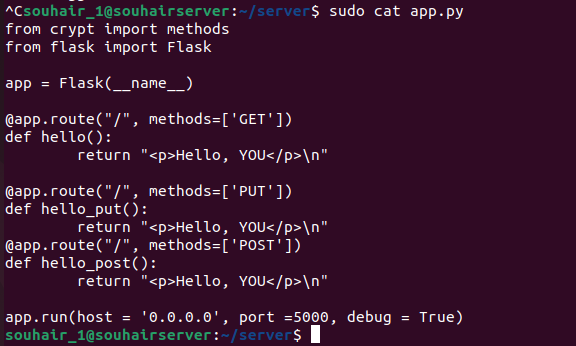 ^Csouhair_1@souhairserver:~/server$ sudo cat app.py
from crypt import methods
from flask import Flask

app = Flask(__name__)

@app.route("/", methods=['GET'])
def hello():
        return "<p>Hello, YOU</p>\n"

@app.route("/", methods=['PUT'])
def hello_put():
        return "<p>Hello, YOU</p>\n"
@app.route("/", methods=['POST'])
def hello_post():
        return "<p>Hello, YOU</p>\n"

app.run(host = '0.0.0.0', port =5000, debug = True)
souhair_1@souhairserver:~/server$